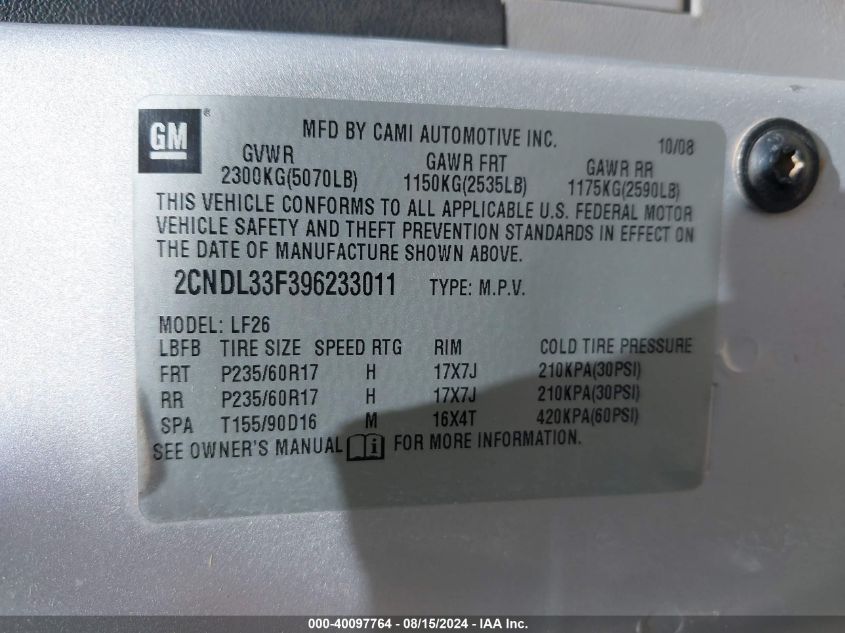 GM ®
MFD BY CAMI AUTOMOTIVE INC. 10/08
GVWR GAWR FRT GAWR RR
2300KG(5070LB) 1150KG(2535LB) 1175KG(2590LB)
THIS VEHICLE CONFORMS TO ALL APPLICABLE U.S. FEDERAL MOTOR
VEHICLE SAFETY AND THEFT PREVENTION STANDARDS IN EFFECT ON
THE DATE OF MANUFACTURE SHOWN ABOVE.
2CNDL33F396233011 TYPE: M.P.V.
MODEL: LF26
LBFB TIRE SIZE SPEED RTG RIM COLD TIRE PRESSURE
FRT P235/60R17 H 17X7J 210KPA(30PSI)
RR P235/60R17 H 17X7J 210KPA(30PSI)
SPA T155/90D16 M 16X4T 420KPA(60PSI)
SEE OWNER'S MANUAL i FOR MORE INFORMATION.
000-40097764 - 08/15/2024 - IAA Inc.